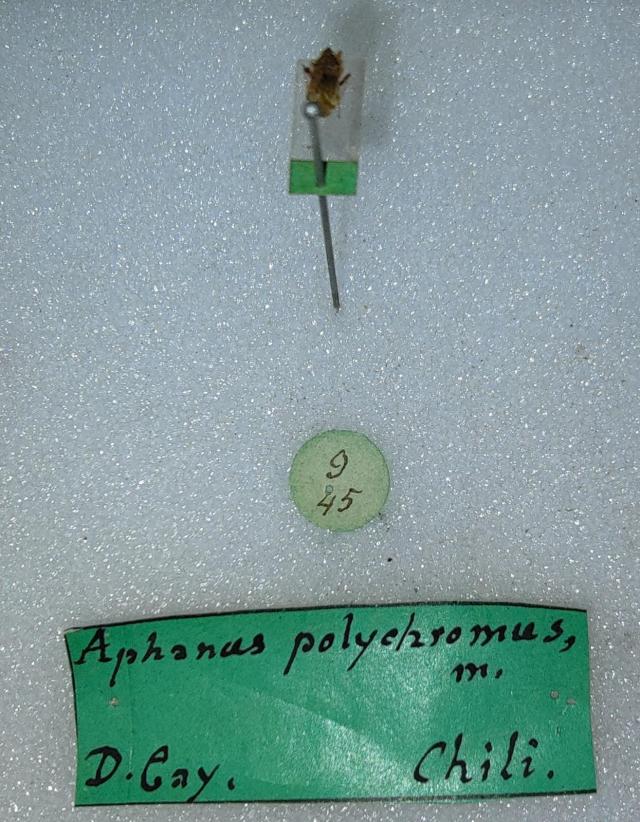 9
45
Aphanus polychromus,
m.
D. Gay. Chili.